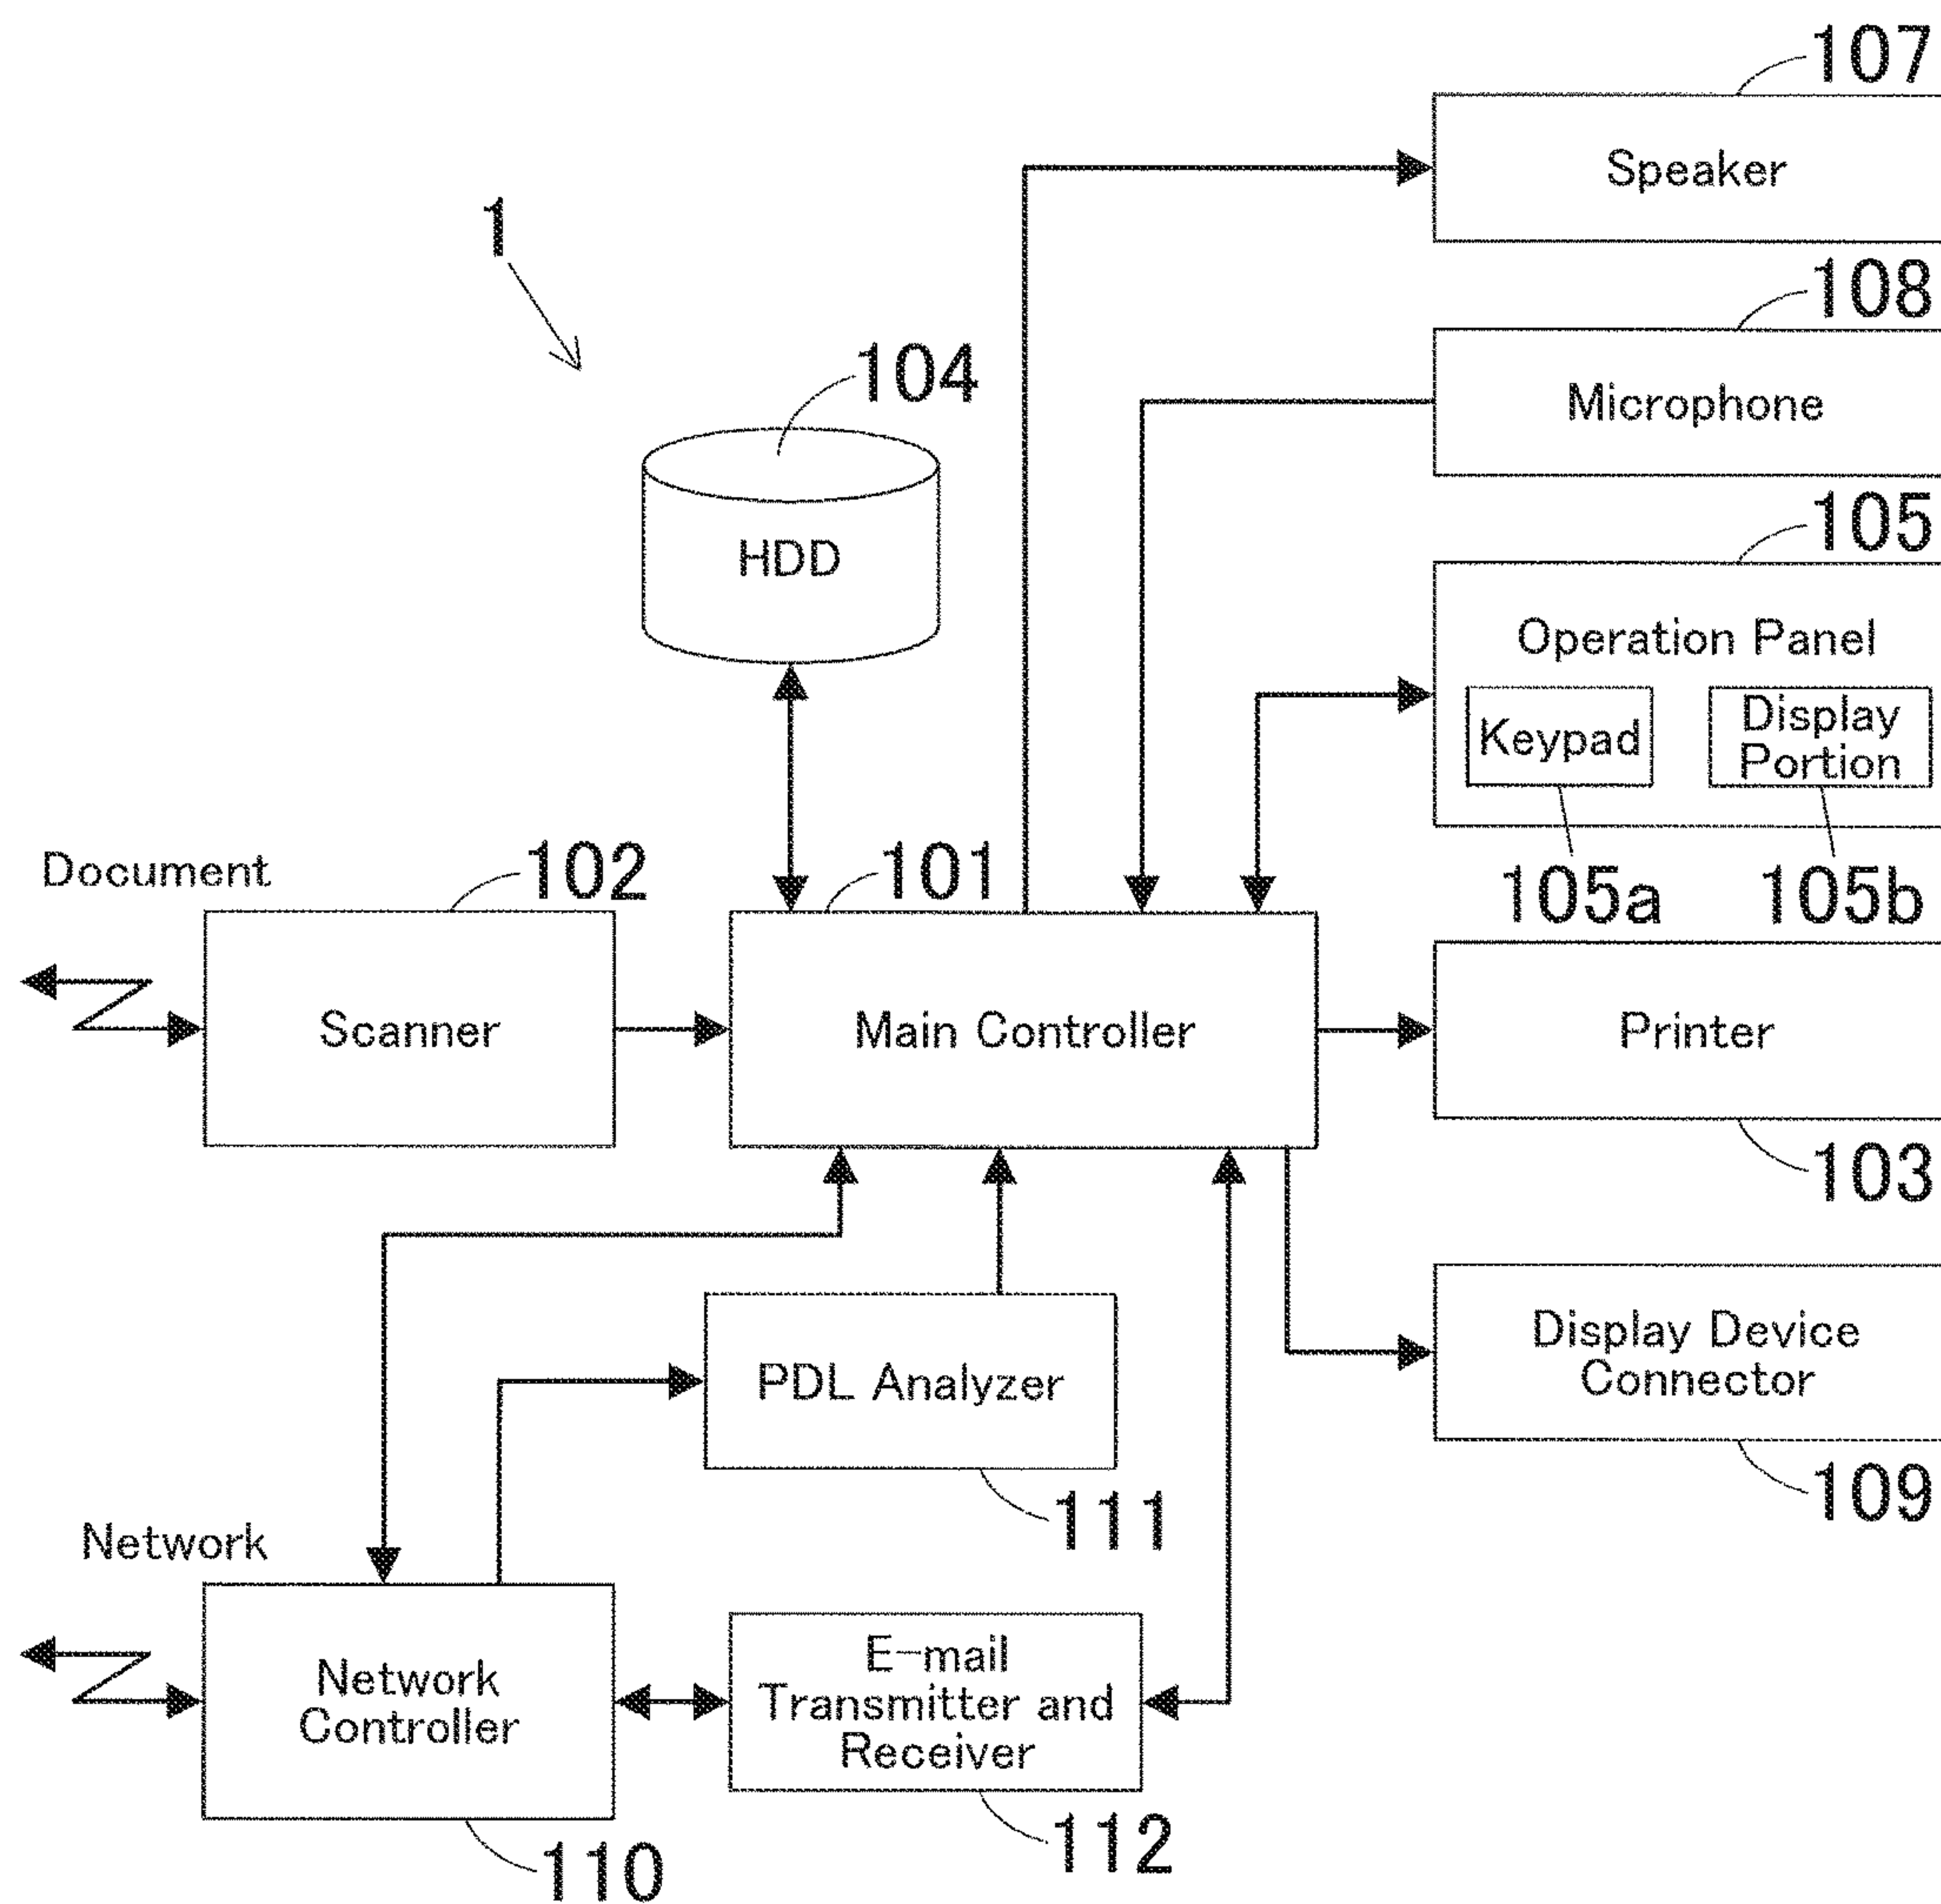 107
Speaker
1
108
104
Microphone
105
HDD
Operation Panel
Keypad
Display
Portion
105a
105b
Document
102
101
Scanner
Main Controller
Printer
103
PDL Analyzer
Display Device
Connector
111
109
Network
Network
Controller
E-mail
Transmitter and
Receiver
110
112